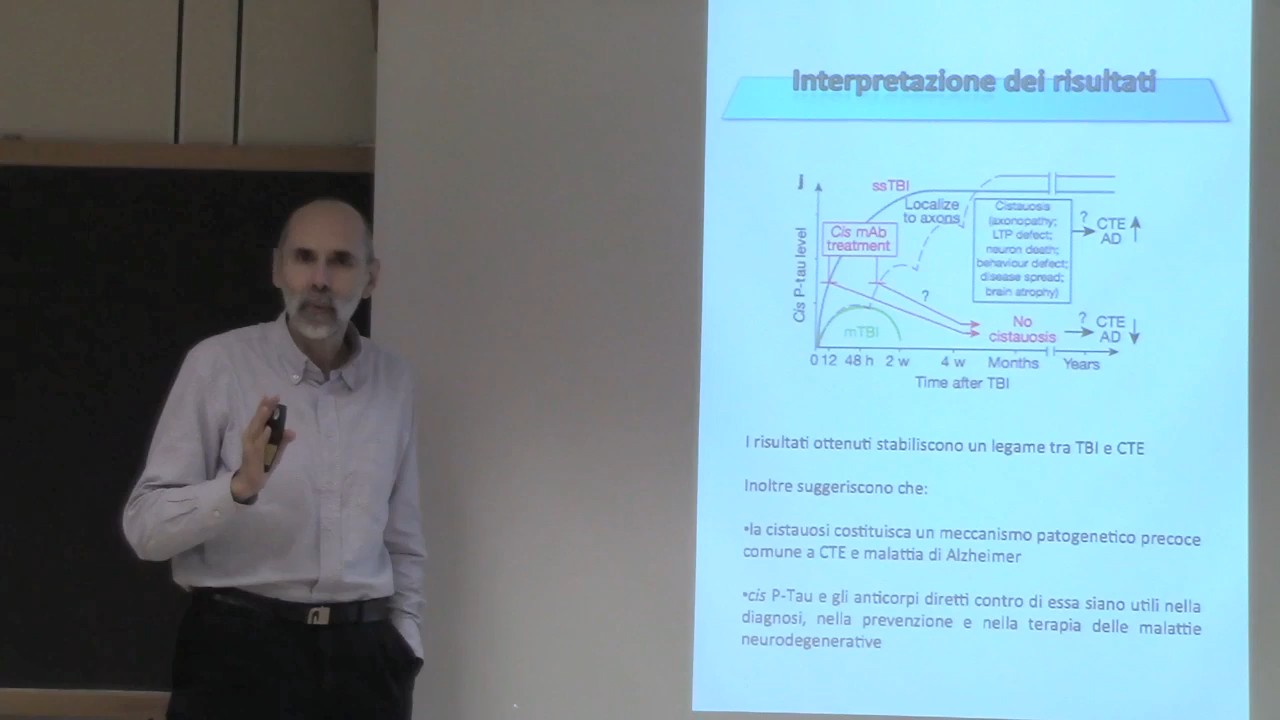 Interpretazione dei risultati
J
ssTBI
Localize
to axons
Cis mAb
treatment
Cistauosis
(axonopathy;
LTP defect;
neuron death;
behaviour defect;
disease spread;
brain atrophy)
?
CTE
AD
Cis P-tau level
?
mTBI
No
cistauosis
?
CTE
AD
0 12 48 h 2 w 4 w Months Years
Time after TBI
I risultati ottenuti stabiliscono un legame tra TBI e CTE
Inoltre suggeriscono che:
•la cistauosi costituisca un meccanismo patogenetico precoce
comune a CTE e malattia di Alzheimer
•cis P-Tau e gli anticorpi diretti contro di essa siano utili nella
diagnosi, nella prevenzione e nella terapia delle malattie
neurodegenerative